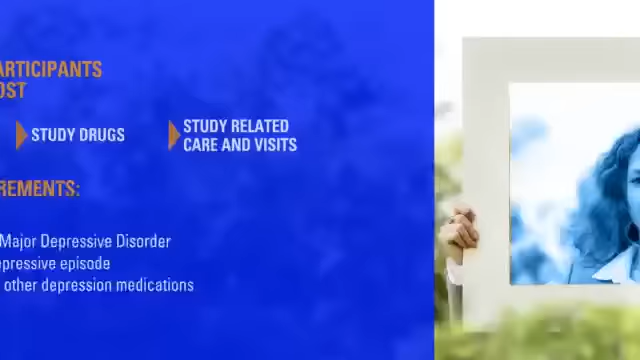 ARTICIPANTS
OST
STUDY DRUGS
STUDY RELATED
CARE AND VISITS
REMENTS:
Major Depressive Disorder
epressive episode
other depression medications